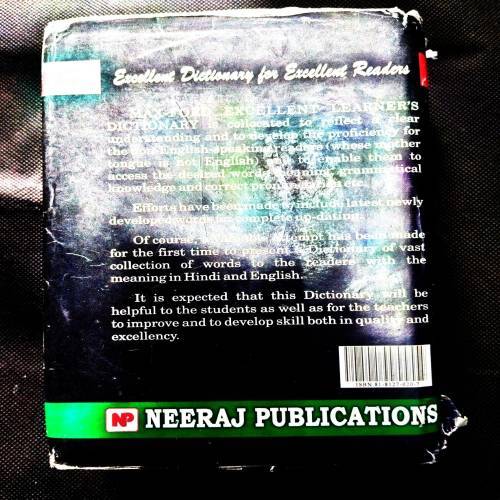 Excellent Dictionary for Excellent Readers
EXCELLENT LEARNER'S
DICTIONARY is collocated to reflect a clear
understanding and to develop the proficiency for
the English speaking readers (whose mother
tongue is not English) to enable them to
access the desired word, meaning, grammatical
knowledge and correct
Efforts have been made to include latest newly
developed words for complete up-dating.
Of course, attempt has been made
for the first time to present Dictionary of vast
collection of words to the readers with the
meaning in Hindi and English.
It is expected that this Dictionary will be
helpful to the students as well as for the teachers
to improve and to develop skill both in quality and
excellency.
NP NEERAJ PUBLICATIONS